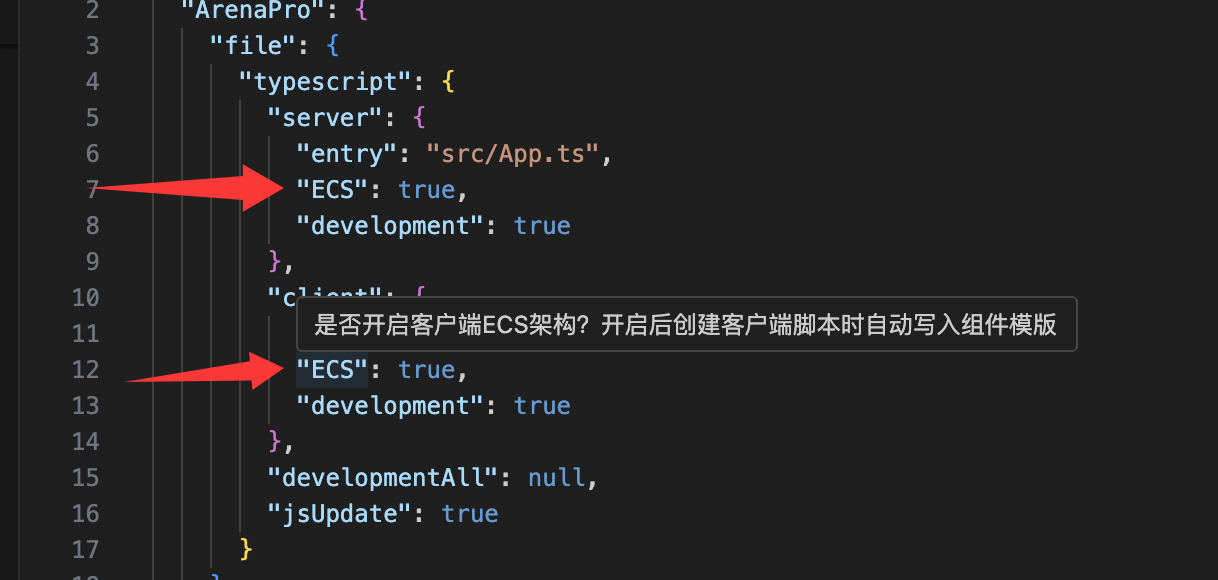 2 "ArenaPro": {
3 "file": {
4 "typescript": {
5 "server": {
6 "entry": "src/App.ts",
7 "ECS": true,
8 "development": true
9 },
10 "client": {
是否开启客户端ECS架构？开启后创建客户端脚本时自动写入组件模版
11
12 "ECS": true,
13 "development": true
14 },
15 "developmentAll": null,
16 "jsUpdate": true
17 }